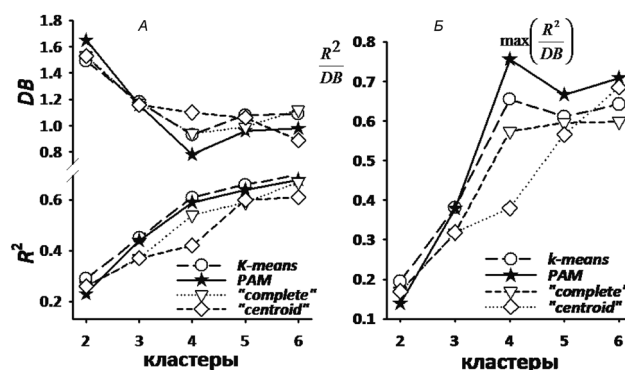 А
1.8
1.6
1.4
1.2
1.0
0.8
DB
0.6
0.4
0.2
R²
K-means
PAM
"complete"
"centroid"
2 3 4 5 6
кластеры
Б
max(R²/DB)
R²/DB
0.8
0.7
0.6
0.5
0.4
0.3
0.2
0.1
k-means
PAM
"complete"
"centroid"
2 3 4 5 6
кластеры